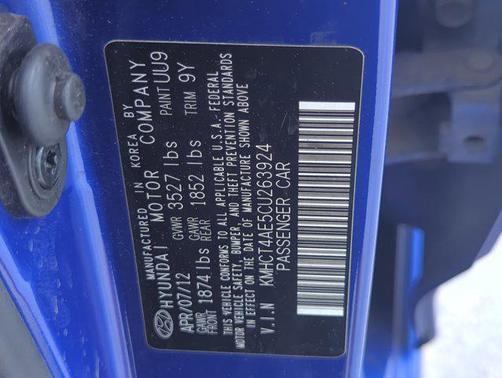 MANUFACTURED IN KOREA BY
HYUNDAI MOTOR COMPANY
APR/07/12 GVWR 3527 lbs PAINT UU9
GAWR FRONT 1874lbs GAWR REAR 1852 lbs TRIM 9Y
THIS VEHICLE CONFORMS TO ALL APPLICABLE U.S.A. FEDERAL
MOTOR VEHICLE SAFETY, BUMPER, AND THEFT PREVENTION STANDARDS
IN EFFECT ON THE DATE OF MANUFACTURE SHOWN ABOVE
V.I.N KMHCT4AE5CU263924
PASSENGER CAR